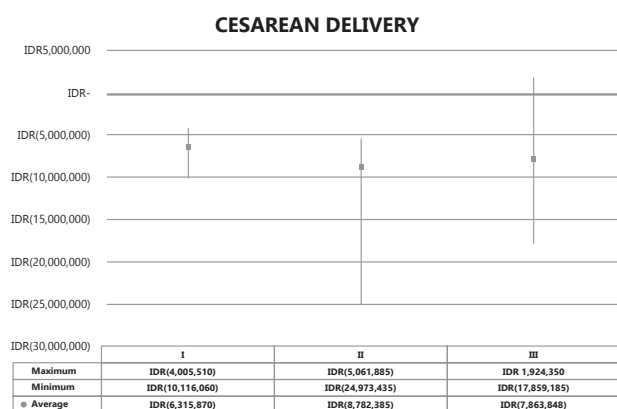 CESAREAN DELIVERY
IDR5,000,000
IDR-
IDR(5,000,000)
IDR(10,000,000)
IDR(15,000,000)
IDR(20,000,000)
IDR(25,000,000)
IDR(30,000,000)
I II III
Maximum IDR(4,005,510) IDR(5,061,885) IDR 1,924,350
Minimum IDR(10,116,060) IDR(24,973,435) IDR(17,859,185)
Average IDR(6,315,870) IDR(8,782,385) IDR(7,863,848)